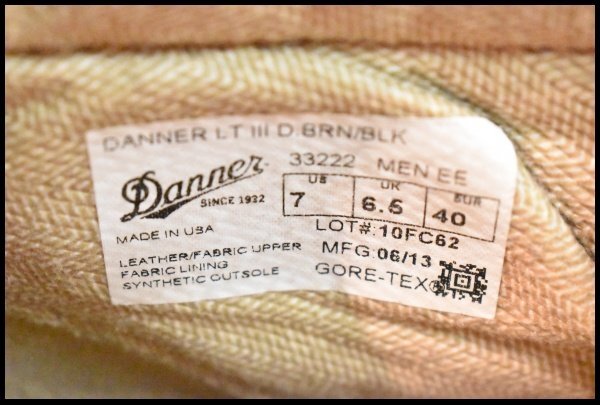 DANNER LT III D.BRN/BLK
Danner
SINCE 1932
33222 MEN EE
US UK EUR
7 6.5 40
MADE IN USA
LOT#: 10FC62
MFG:06/13
LEATHER/FABRIC UPPER
FABRIC LINING
SYNTHETIC OUTSOLE
GORE-TEX®